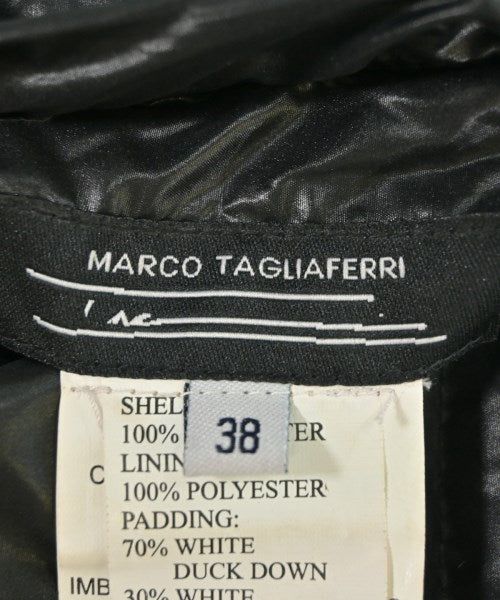 MARCO TAGLIAFERRI
38
SHEL
100% TER
LININ
100% POLYESTER
PADDING:
70% WHITE
DUCK DOWN
30% WHITE
C
IMB